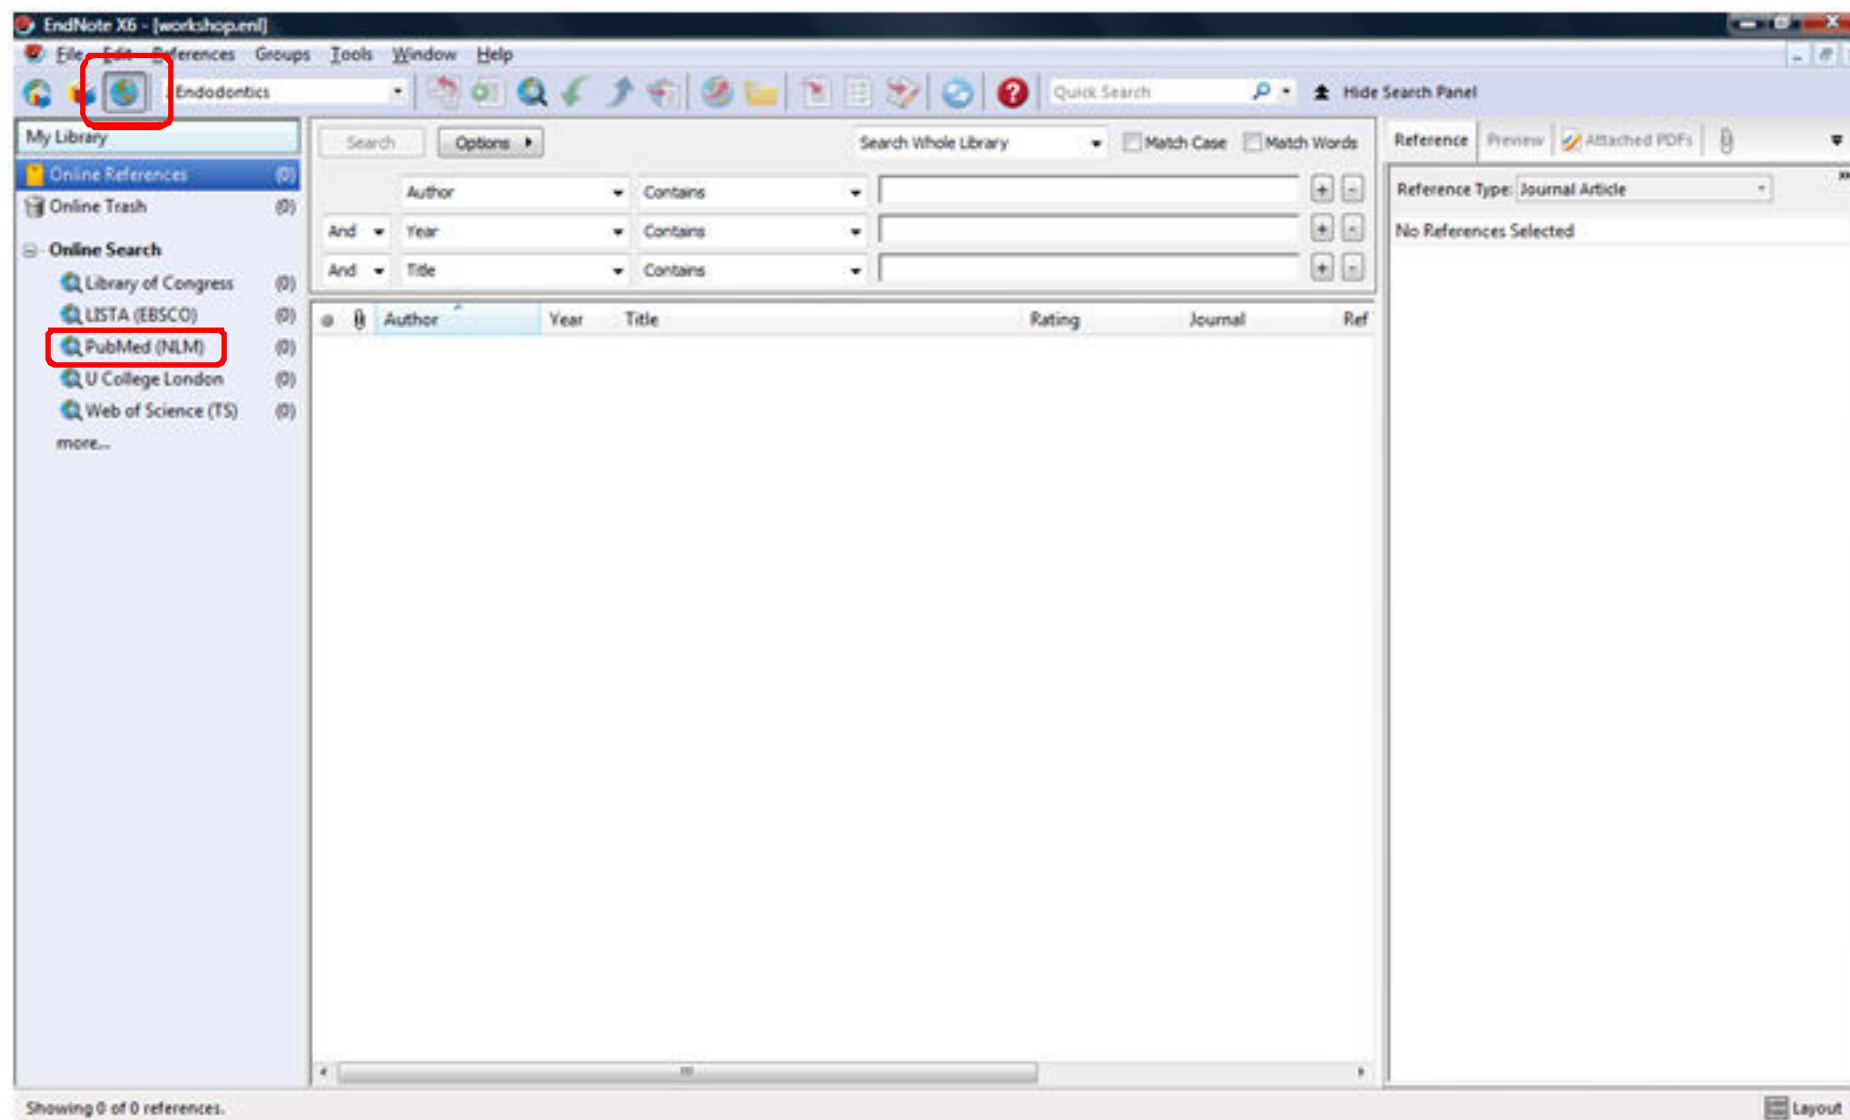 EndNote X6 - [workshop.enl]
File Edit References Groups Tools Window Help
Endodontics Quick Search Hide Search Panel
My Library
Online References (0)
Online Trash (0)
Online Search
Library of Congress (0)
LISTA (EBSCO) (0)
PubMed (NLM) (0)
U College London (0)
Web of Science (TS) (0)
more...
Search Options Search Whole Library Match Case Match Words
Author Contains
And Year Contains
And Title Contains
Author Year Title Rating Journal Ref
Reference Preview Attached PDFs
Reference Type: Journal Article
No References Selected
Showing 0 of 0 references.
Layout